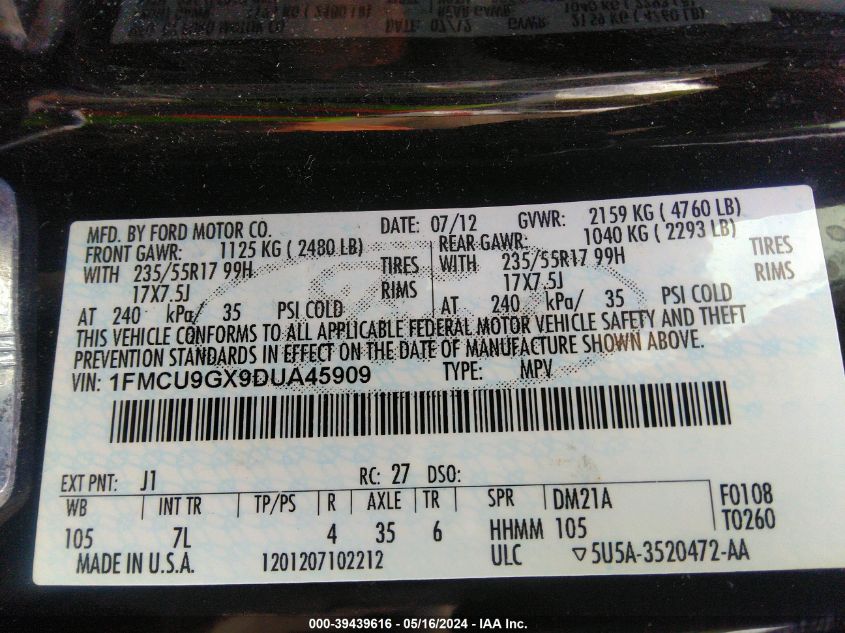 MFD. BY FORD MOTOR CO. DATE: 07/12 GVWR: 2159 KG ( 4760 LB)
FRONT GAWR: 1125 KG ( 2480 LB) REAR GAWR: 1040 KG ( 2293 LB)
WITH 235/55R17 99H TIRES WITH 235/55R17 99H TIRES
17X7.5J RIMS 17X7.5J RIMS
AT 240 kPa/ 35 PSI COLD AT 240 kPa/ 35 PSI COLD
THIS VEHICLE CONFORMS TO ALL APPLICABLE FEDERAL MOTOR VEHICLE SAFETY AND THEFT
PREVENTION STANDARDS IN EFFECT ON THE DATE OF MANUFACTURE SHOWN ABOVE.
VIN: 1FMCU9GX9DUA45909 TYPE: MPV
EXT PNT: J1 RC: 27 DSO:
WB INT TR TP/PS R AXLE TR SPR DM21A F0108
105 7L 4 35 6 HHMM 105 T0260
MADE IN U.S.A. 1201207102212 ULC ▽5U5A-3520472-AA
000-39439616 - 05/16/2024 - IAA Inc.